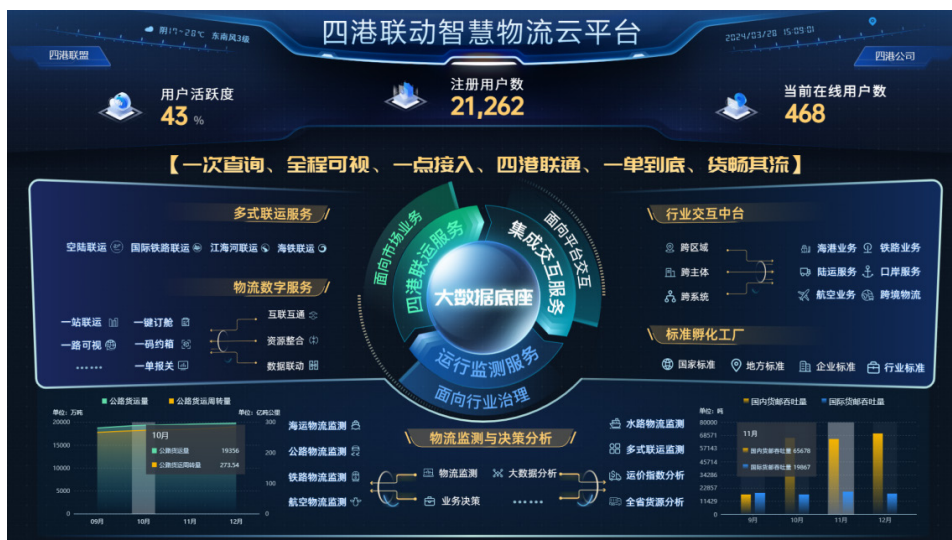 阴17~28℃ 东南风3级
四港联动智慧物流云平台
2024/03/28 15:09:01
四港联盟
四港公司
用户活跃度
43 %
注册用户数
21,262
当前在线用户数
468
【一次查询、全程可视、一点接入、四港联通、一单到底、货畅其流】
多式联运服务
空陆联运 国际铁路联运 江海河联运 海铁联运
物流数字服务
一站联运 一键订舱
一路可视 一码约箱
...... 一单报关
互联互通
资源整合
数据联动
面向市场业务
四港联运服务
面向平台交互
集成交互服务
大数据底座
运行监测服务
面向行业治理
行业交互中台
跨区域
跨主体
跨系统
海港业务 铁路业务
陆运服务 口岸服务
航空业务 跨境物流
标准孵化工厂
国家标准 地方标准 企业标准 行业标准
公路货运量 公路货运周转量
单位: 万吨 单位: 亿吨公里
20000
15000
10000
5000
0
300
200
100
0
10月
公路货运量 19356
公路货运周转量 273.54
09月 10月 11月 12月
物流监测与决策分析
海运物流监测
公路物流监测
铁路物流监测
航空物流监测
物流监测 大数据分析
业务决策 ......
水路物流监测
多式联运监测
运价指数分析
全省货源分析
国内货邮吞吐量 国际货邮吞吐量
单位: 吨
80000
68571
57143
45714
34286
22857
11429
0
11月
国内货邮吞吐量 65678
国际货邮吞吐量 19867
9月 10月 11月 12月